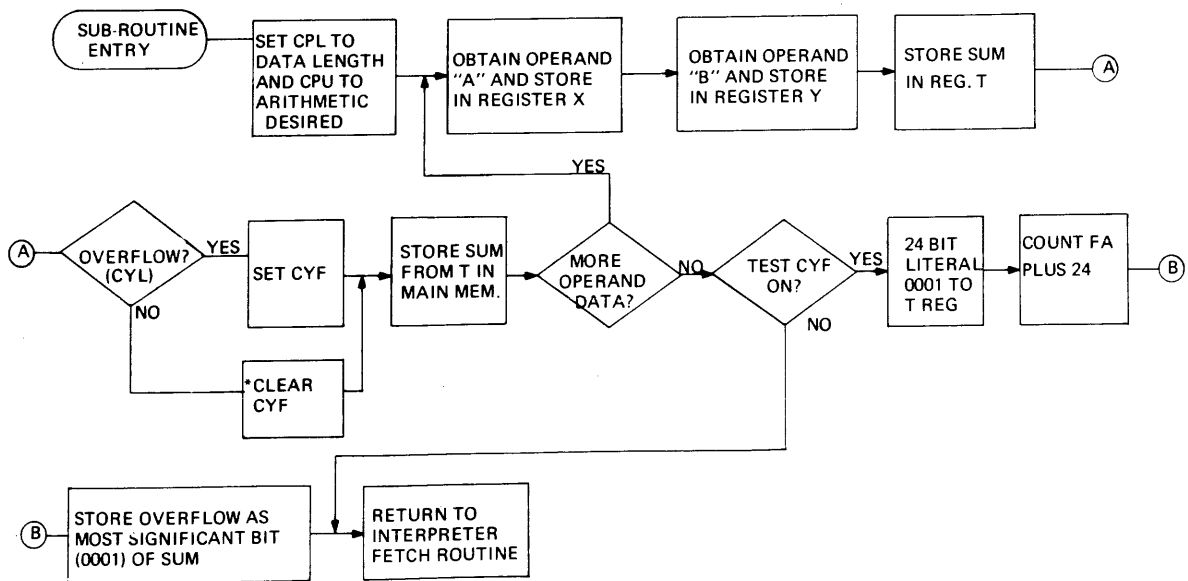 SUB-ROUTINE
ENTRY
SET CPL TO
DATA LENGTH
AND CPU TO
ARITHMETIC
DESIRED
OBTAIN OPERAND
"A" AND STORE
IN REGISTER X
OBTAIN OPERAND
"B" AND STORE
IN REGISTER Y
STORE SUM
IN REG. T
A
YES
A
OVERFLOW?
(CYL)
YES
NO
SET CYF
*CLEAR
CYF
STORE SUM
FROM T IN
MAIN MEM.
MORE
OPERAND
DATA?
NO
TEST CYF
ON?
YES
NO
24 BIT
LITERAL
0001 TO
T REG
COUNT FA
PLUS 24
B
B
STORE OVERFLOW AS
MOST SIGNIFICANT BIT
(0001) OF SUM
RETURN TO
INTERPRETER
FETCH ROUTINE